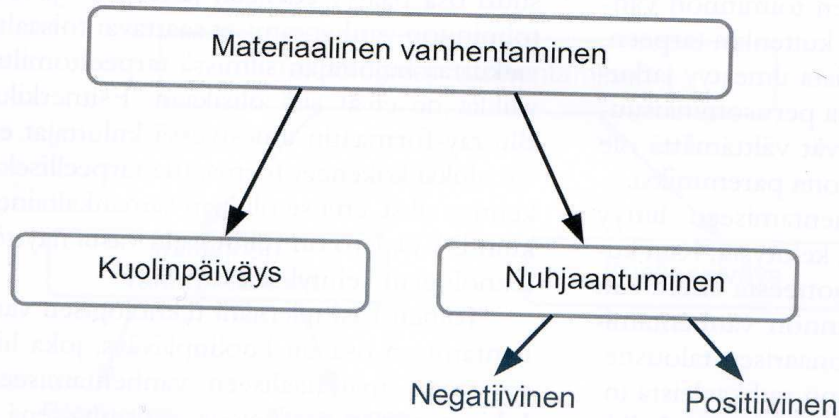 Materiaalinen vanhentaminen
Kuolinpäiväys
Nuhjaantuminen
Negatiivinen
Positiivinen